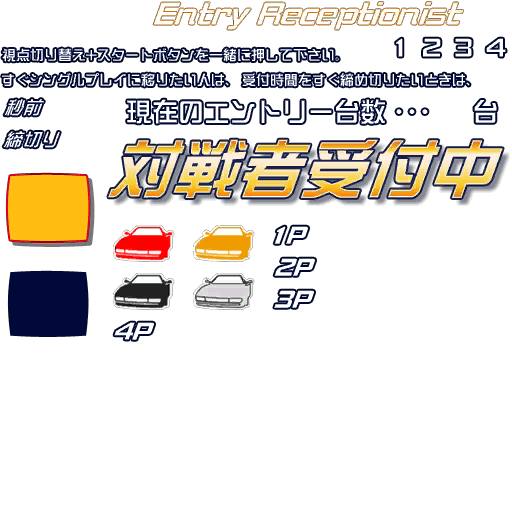 Entry Receptionist
1 2 3 4
視点切り替え+スタートボタンを一緒に押して下さい。
すぐシングルプレイに移りたい人は、受付時間をすぐ締め切りたいときは、
秒前
現在のエントリー台数・・・ 台
締切り
対戦者受付中
1P
2P
3P
4P